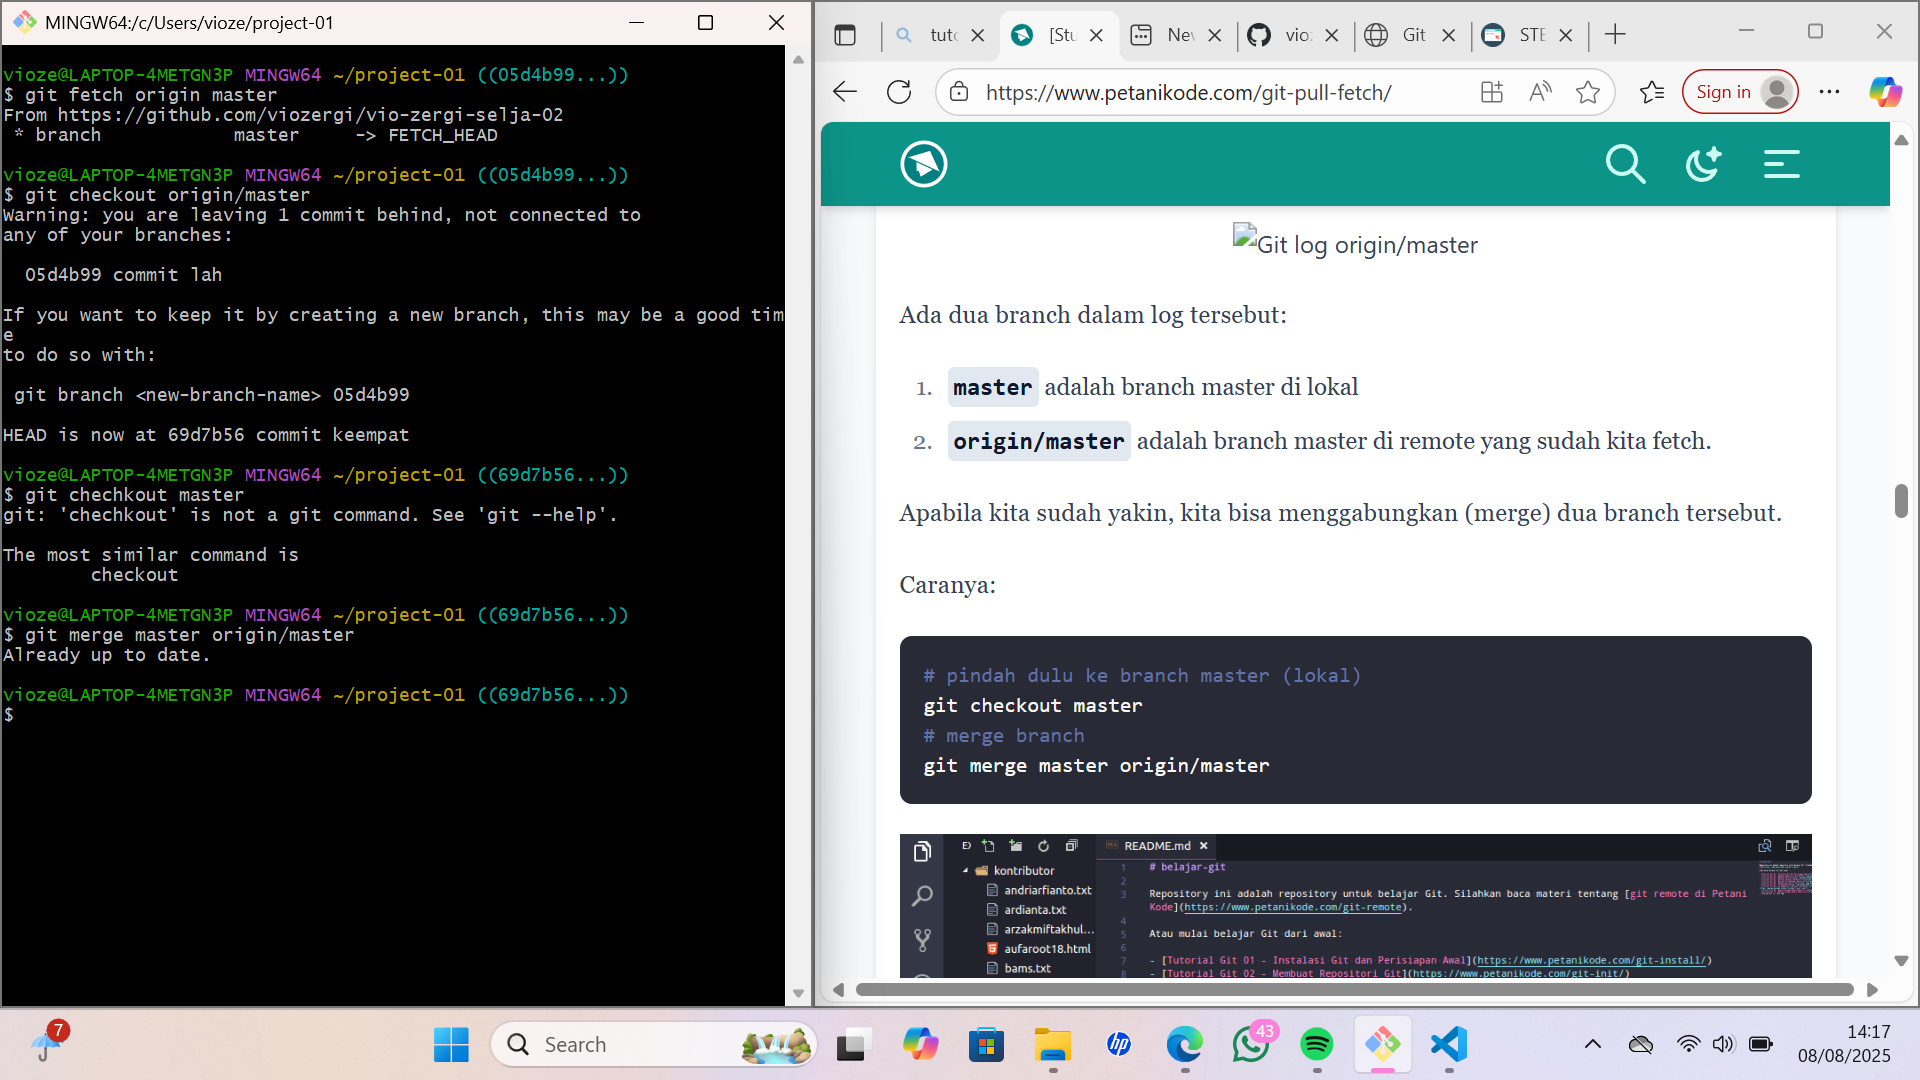 MINGW64:/c/Users/vioze/project-01
vioze@LAPTOP-4METGN3P MINGW64 ~/project-01 ((05d4b99...))
$ git fetch origin master
From https://github.com/viozergi/vio-zergi-selja-02
 * branch            master     -> FETCH_HEAD
vioze@LAPTOP-4METGN3P MINGW64 ~/project-01 ((05d4b99...))
$ git checkout origin/master
Warning: you are leaving 1 commit behind, not connected to
any of your branches:
  05d4b99 commit lah
If you want to keep it by creating a new branch, this may be a good tim
e
to do so with:
 git branch <new-branch-name> 05d4b99
HEAD is now at 69d7b56 commit keempat
vioze@LAPTOP-4METGN3P MINGW64 ~/project-01 ((69d7b56...))
$ git chechkout master
git: 'chechkout' is not a git command. See 'git --help'.
The most similar command is
        checkout
vioze@LAPTOP-4METGN3P MINGW64 ~/project-01 ((69d7b56...))
$ git merge master origin/master
Already up to date.
vioze@LAPTOP-4METGN3P MINGW64 ~/project-01 ((69d7b56...))
$
tuto [Stu New vioz Git STE
https://www.petanikode.com/git-pull-fetch/
Sign in
Git log origin/master
Ada dua branch dalam log tersebut:
1. master adalah branch master di lokal
2. origin/master adalah branch master di remote yang sudah kita fetch.
Apabila kita sudah yakin, kita bisa menggabungkan (merge) dua branch tersebut.
Caranya:
# pindah dulu ke branch master (lokal)
git checkout master
# merge branch
git merge master origin/master
README.md
kontributor
andriarfianto.txt
ardianta.txt
arzakmiftakhul...
aufaroot18.html
bams.txt
1 # belajar-git
2
3 Repository ini adalah repository untuk belajar Git. Silahkan baca materi tentang [git remote di Petani
Kode](https://www.petanikode.com/git-remote).
4
5 Atau mulai belajar Git dari awal:
6
7 - [Tutorial Git 01 - Instalasi Git dan Perisiapan Awal](https://www.petanikode.com/git-install/)
8 - [Tutorial Git 02 - Membuat Repositori Git](https://www.petanikode.com/git-init/)
7
Search
hp
43
14:17
08/08/2025